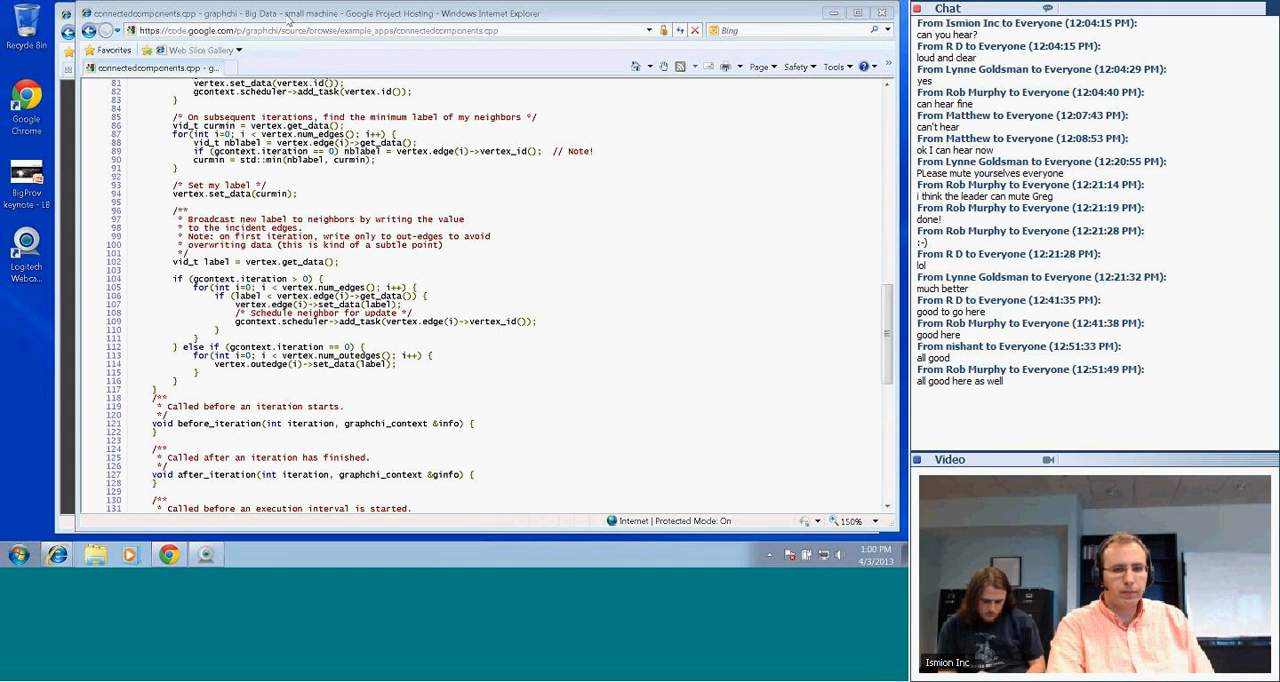 Recycle Bin
Google
Chrome
BigProv
keynote - LB
Logitech
Webca...
connectedcomponents.cpp - graphchi - Big Data - small machine - Google Project Hosting - Windows Internet Explorer
https://code.google.com/p/graphchi/source/browse/example_apps/connectedcomponents.cpp
Bing
Favorites
Web Slice Gallery
connectedcomponents.cpp - g...
Page
Safety
Tools
81 vertex.set_data(vertex.id());
82 gcontext.scheduler->add_task(vertex.id());
83 }
84
85 /* On subsequent iterations, find the minimum label of my neighbors */
86 vid_t curmin = vertex.get_data();
87 for(int i=0; i < vertex.num_edges(); i++) {
88 vid_t nblabel = vertex.edge(i)->get_data();
89 if (gcontext.iteration == 0) nblabel = vertex.edge(i)->vertex_id(); // Note!
90 curmin = std::min(nblabel, curmin);
91 }
92
93 /* Set my label */
94 vertex.set_data(curmin);
95
96 /**
97 * Broadcast new label to neighbors by writing the value
98 * to the incident edges.
99 * Note: on first iteration, write only to out-edges to avoid
100 * overwriting data (this is kind of a subtle point)
101 */
102 vid_t label = vertex.get_data();
103
104 if (gcontext.iteration > 0) {
105 for(int i=0; i < vertex.num_edges(); i++) {
106 if (label < vertex.edge(i)->get_data()) {
107 vertex.edge(i)->set_data(label);
108 /* Schedule neighbor for update */
109 gcontext.scheduler->add_task(vertex.edge(i)->vertex_id());
110 }
111 }
112 } else if (gcontext.iteration == 0) {
113 for(int i=0; i < vertex.num_outedges(); i++) {
114 vertex.outedge(i)->set_data(label);
115 }
116 }
117 }
118 /**
119 * Called before an iteration starts.
120 */
121 void before_iteration(int iteration, graphchi_context &info) {
122 }
123
124 /**
125 * Called after an iteration has finished.
126 */
127 void after_iteration(int iteration, graphchi_context &ginfo) {
128 }
129
130 /**
131 * Called before an execution interval is started.
Internet | Protected Mode: On
150%
1:00 PM
4/3/2013
Chat
From Ismion Inc to Everyone (12:04:15 PM):
can you hear?
From R D to Everyone (12:04:15 PM):
loud and clear
From Lynne Goldsman to Everyone (12:04:29 PM):
yes
From Rob Murphy to Everyone (12:04:40 PM):
can hear fine
From Matthew to Everyone (12:07:43 PM):
can't hear
From Matthew to Everyone (12:08:53 PM):
ok I can hear now
From Lynne Goldsman to Everyone (12:20:55 PM):
PLease mute yourselves everyone
From Rob Murphy to Everyone (12:21:14 PM):
i think the leader can mute Greg
From Rob Murphy to Everyone (12:21:19 PM):
done!
From Rob Murphy to Everyone (12:21:28 PM):
:-)
From R D to Everyone (12:21:28 PM):
lol
From Lynne Goldsman to Everyone (12:21:32 PM):
much better
From R D to Everyone (12:41:35 PM):
good to go here
From Rob Murphy to Everyone (12:41:38 PM):
good here
From nishant to Everyone (12:51:33 PM):
all good
From Rob Murphy to Everyone (12:51:49 PM):
all good here as well
Video
Ismion Inc